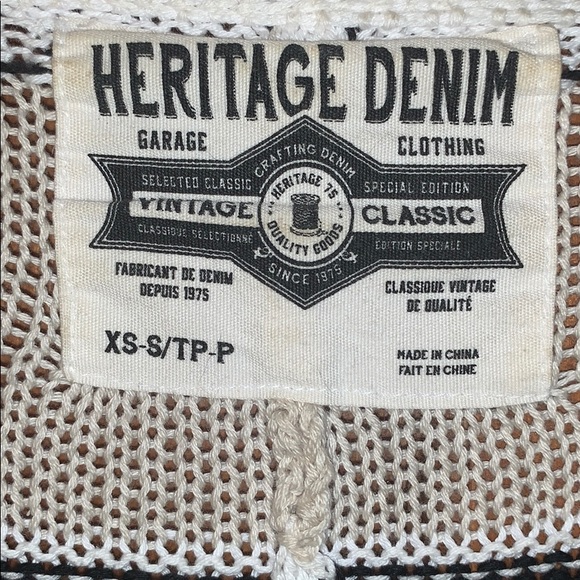 HERITAGE DENIM
GARAGE
CLOTHING
CRAFTING DENIM
SELECTED CLASSIC
SPECIAL EDITION
HERITAGE 75
VINTAGE
CLASSIC
QUALITY GOODS
CLASSIQUE SÉLECTIONNÉ
ÉDITION SPÉCIALE
SINCE 1975
FABRICANT DE DENIM
DEPUIS 1975
CLASSIQUE VINTAGE
DE QUALITÉ
XS-S/TP-P
MADE IN CHINA
FAIT EN CHINE